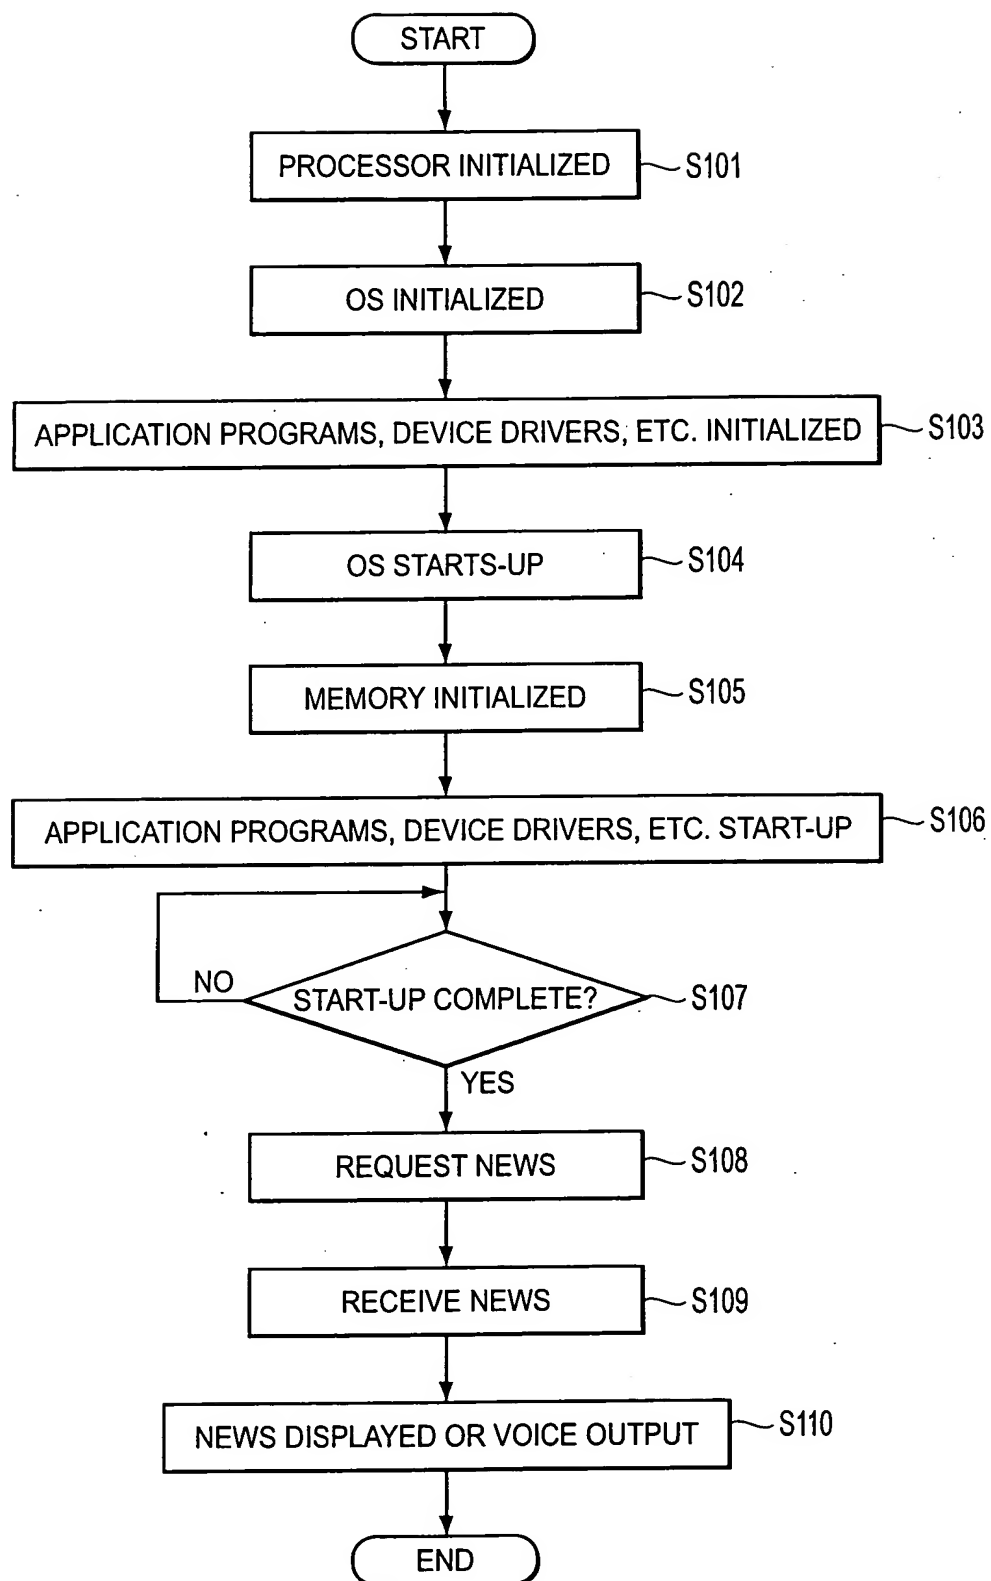 START
PROCESSOR INITIALIZED
S101
OS INITIALIZED
S102
APPLICATION PROGRAMS, DEVICE DRIVERS, ETC. INITIALIZED
S103
OS STARTS-UP
S104
MEMORY INITIALIZED
S105
APPLICATION PROGRAMS, DEVICE DRIVERS, ETC. START-UP
S106
NO
START-UP COMPLETE?
S107
YES
REQUEST NEWS
S108
RECEIVE NEWS
S109
NEWS DISPLAYED OR VOICE OUTPUT
S110
END